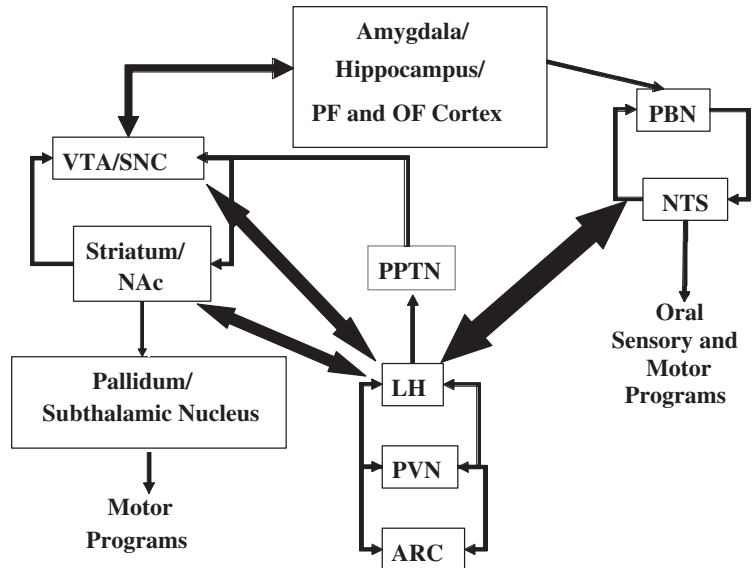 Amygdala/
Hippocampus/
PF and OF Cortex
PBN
VTA/SNC
NTS
Striatum/
NAc
PPTN
Oral
Sensory and
Motor
Programs
Pallidum/
Subthalamic Nucleus
LH
PVN
Motor
Programs
ARC